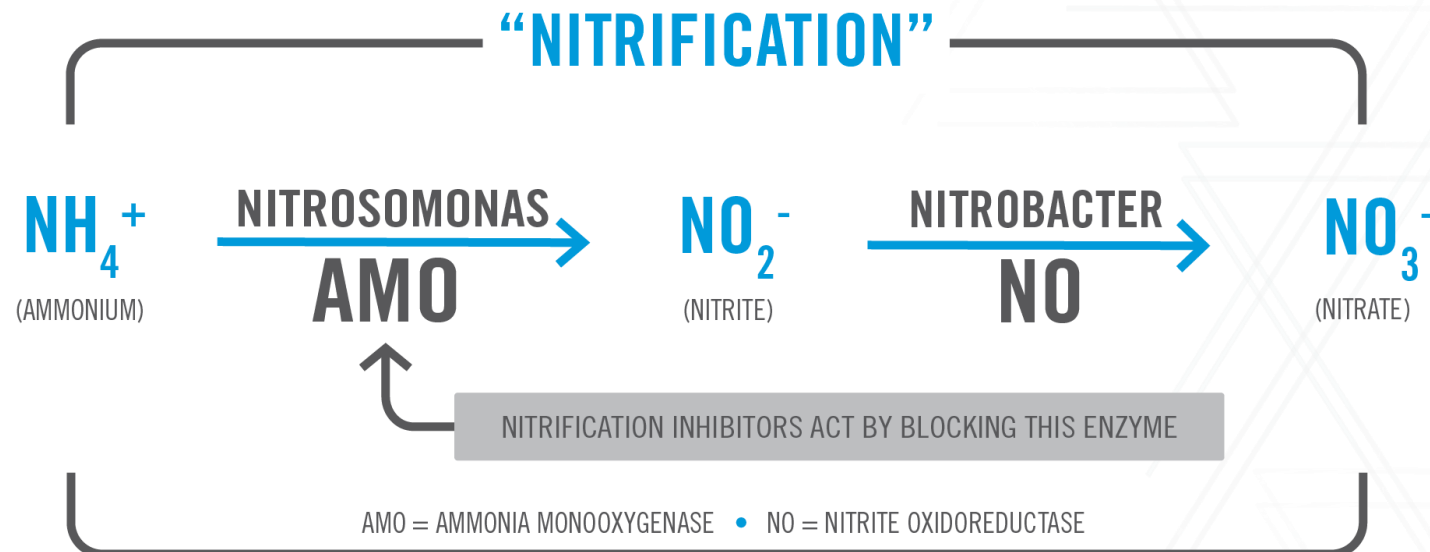 “NITRIFICATION”
NH₄⁺
(AMMONIUM)
NITROSOMONAS
AMO
NO₂⁻
(NITRITE)
NITROBACTER
NO
NO₃⁻
(NITRATE)
NITRIFICATION INHIBITORS ACT BY BLOCKING THIS ENZYME
AMO = AMMONIA MONOOXYGENASE • NO = NITRITE OXIDOREDUCTASE